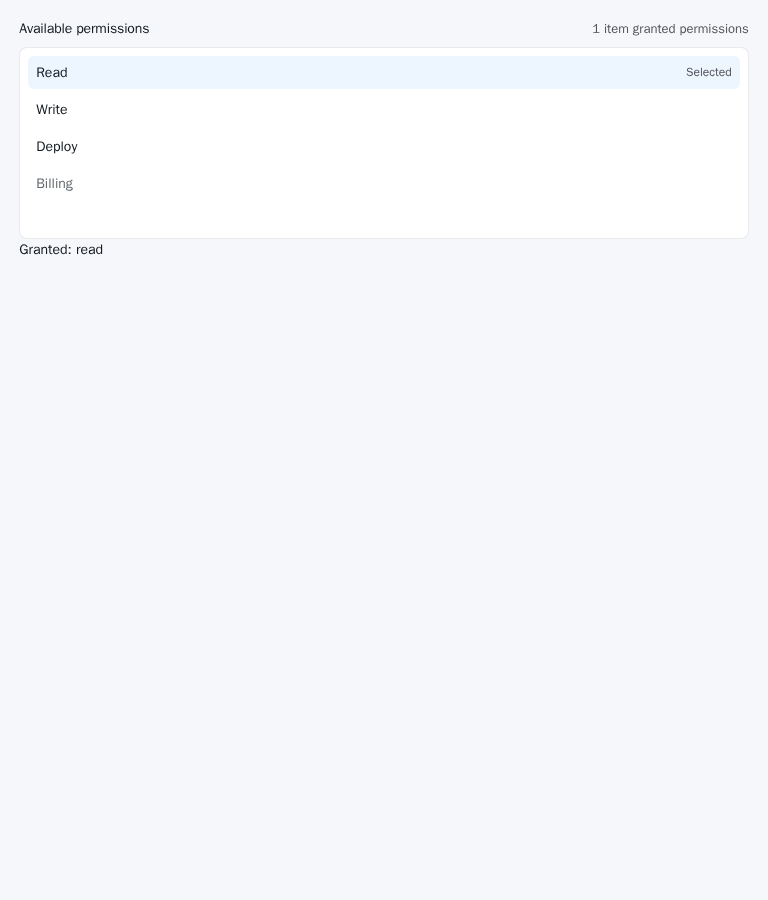 Available permissions
1 item granted permissions
Read
Selected
Write
Deploy
Billing
Granted: read